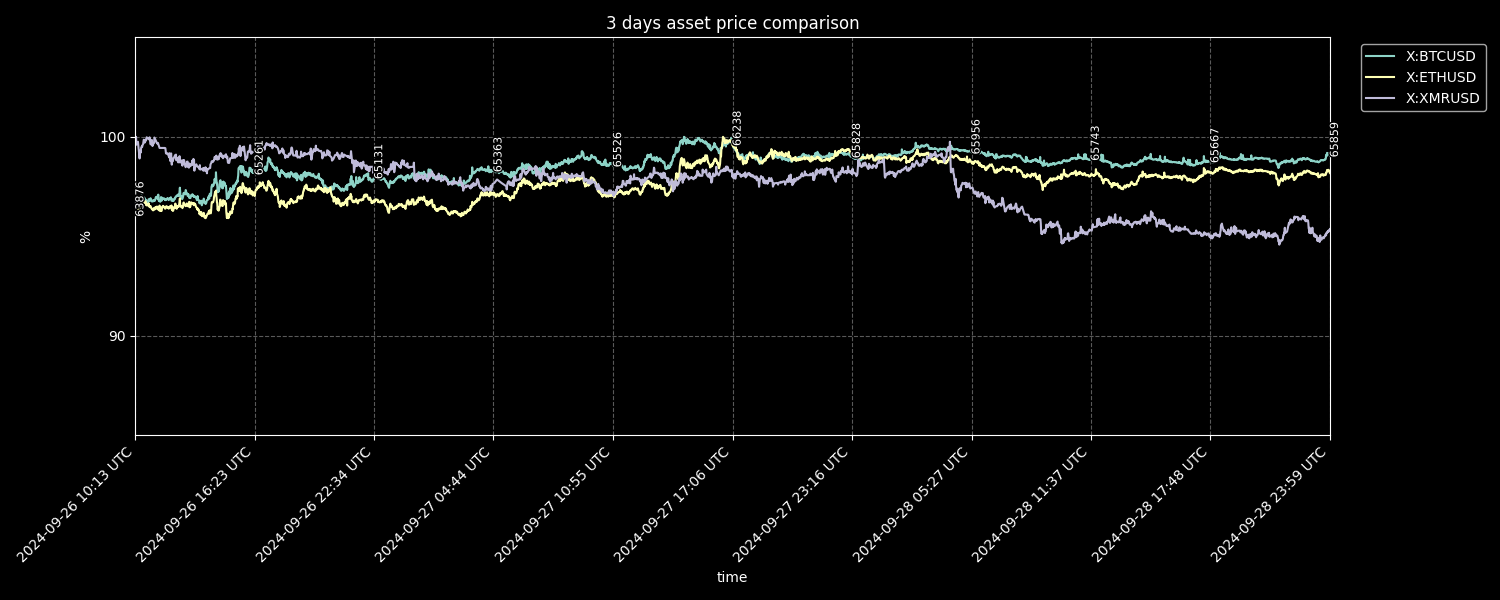 3 days asset price comparison
X:BTCUSD
X:ETHUSD
X:XMRUSD
100
90
%
63876
65261
65131
65363
65526
66238
65828
65956
65743
65667
65859
2024-09-26 10:13 UTC
2024-09-26 16:23 UTC
2024-09-26 22:34 UTC
2024-09-27 04:44 UTC
2024-09-27 10:55 UTC
2024-09-27 17:06 UTC
2024-09-27 23:16 UTC
2024-09-28 05:27 UTC
2024-09-28 11:37 UTC
2024-09-28 17:48 UTC
2024-09-28 23:59 UTC
time